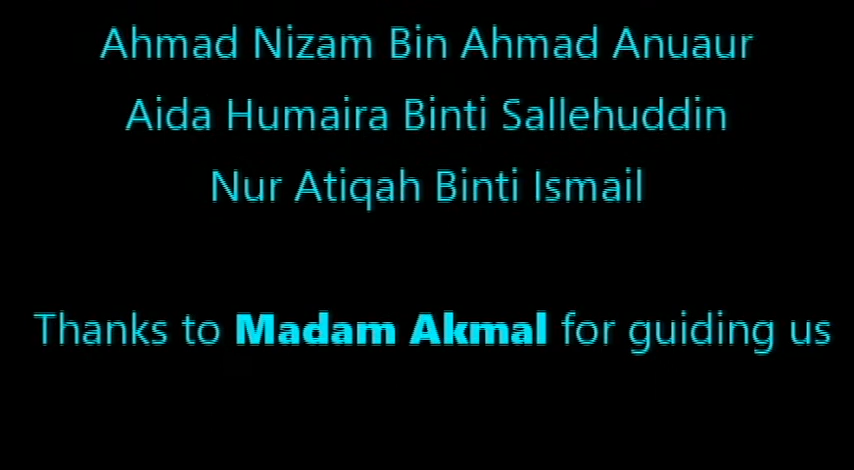 Ahmad Nizam Bin Ahmad Anuaur
Aida Humaira Binti Sallehuddin
Nur Atiqah Binti Ismail
Thanks to Madam Akmal for guiding us